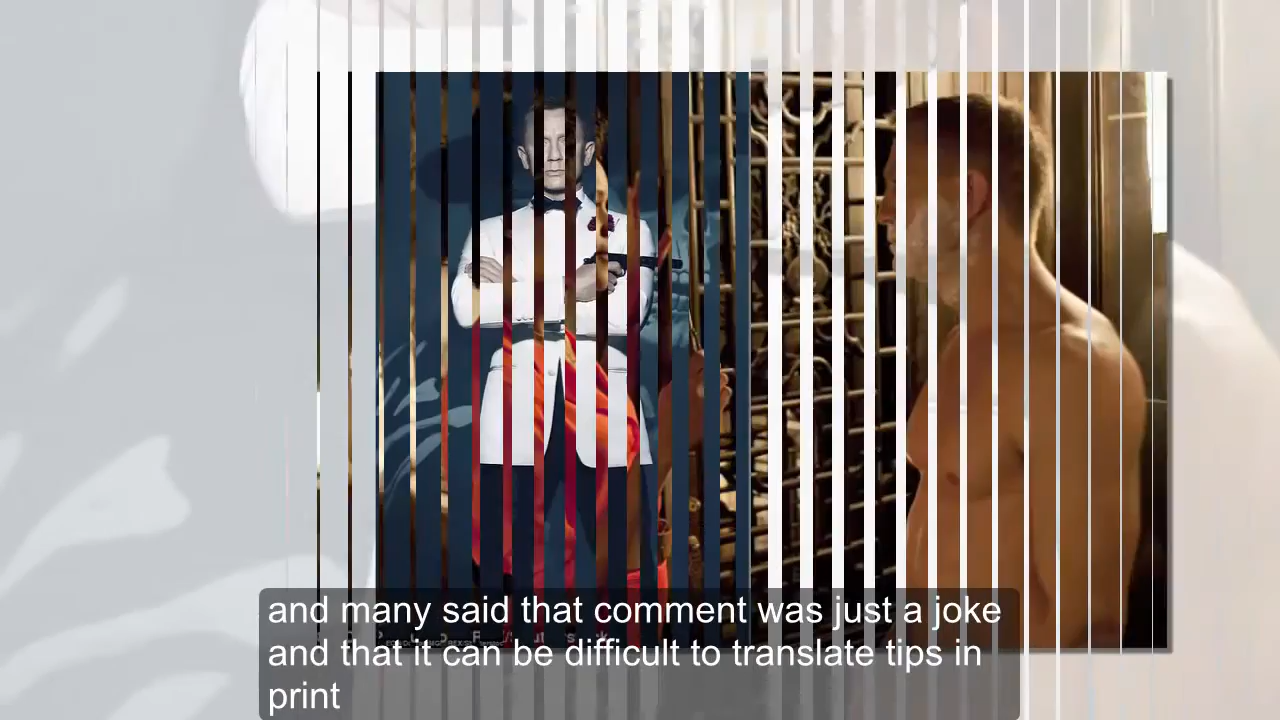 and many said that comment was just a joke
and that it can be difficult to translate tips in
print